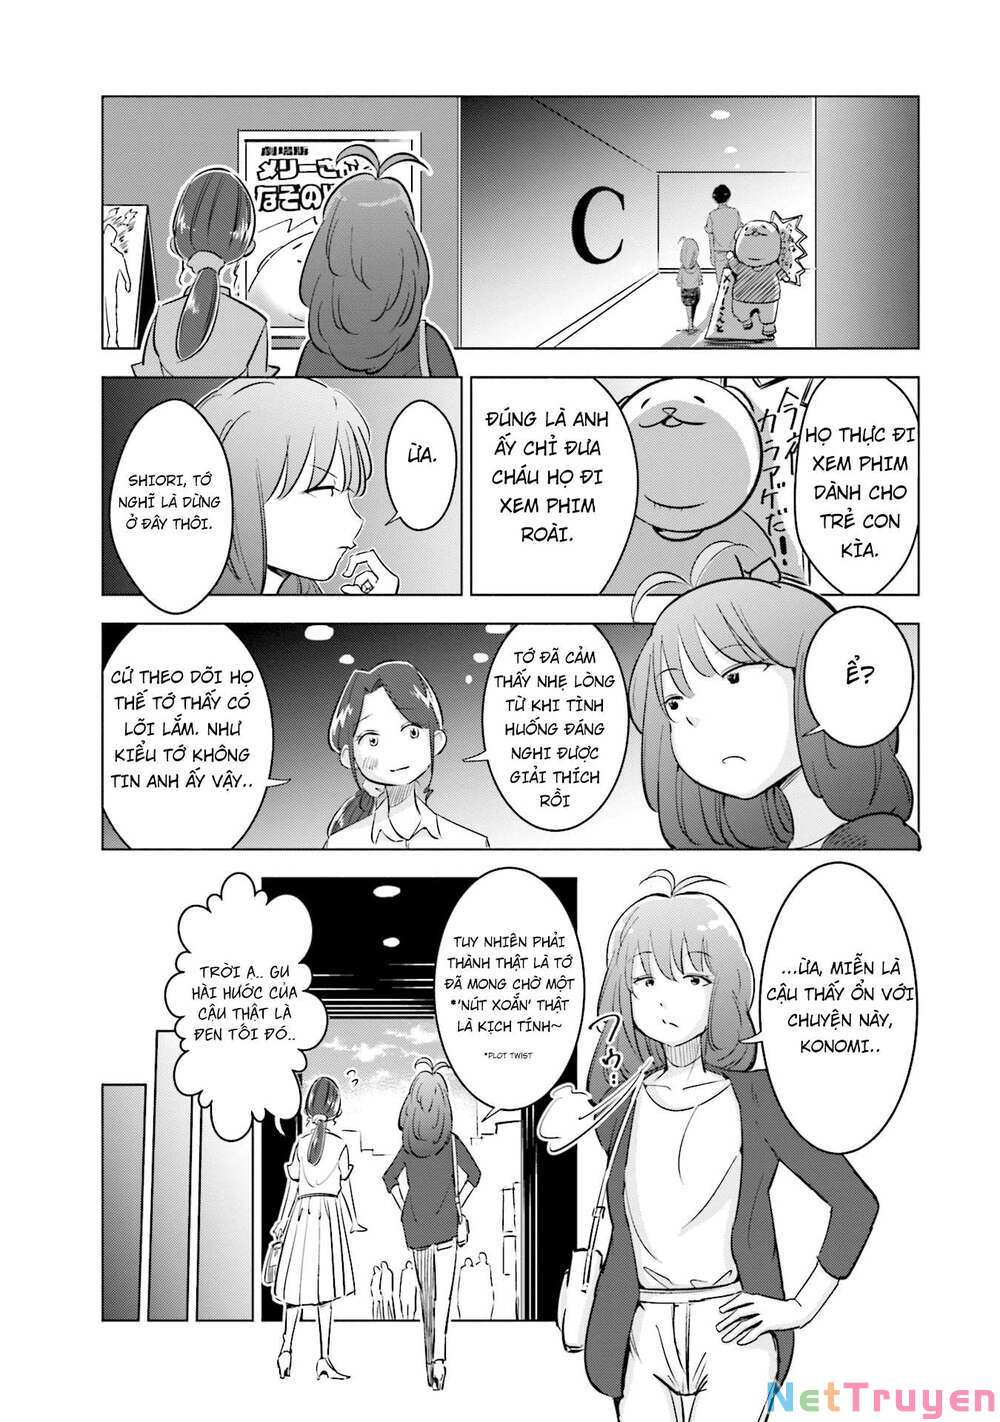 C
劇場版
メリーさん
なぞの
HỌ THỰC ĐI
XEM PHIM
DÀNH CHO
TRẺ CON
KÌA.
カラアゲだ!
ĐÚNG LÀ ANH
ẤY CHỈ ĐƯA
CHÁU HỌ ĐI
XEM PHIM
ROÀI.
ỪA.
SHIORI, TỚ
NGHĨ LÀ DỪNG
Ở ĐÂY THÔI.
Ể?
TỚ ĐÃ CẢM
THẤY NHẸ LÒNG
TỪ KHI TÌNH
HUỐNG ĐÁNG
NGHI ĐƯỢC
GIẢI THÍCH
RỒI
CỨ THEO DÕI HỌ
THẾ TỚ THẤY CÓ
LỖI LẮM. NHƯ
KIỂU TỚ KHÔNG
TIN ANH ẤY VẬY..
...ỪA, MIỄN LÀ
CẬU THẤY ỔN VỚI
CHUYỆN NÀY,
KONOMI..
フゥ…
TUY NHIÊN PHẢI
THÀNH THẬT LÀ TỚ
ĐÃ MONG CHỜ MỘT
*'NÚT XOẮN' THẬT
LÀ KỊCH TÍNH~
*PLOT TWIST
TRỜI Ạ.. GU
HÀI HƯỚC CỦA
CẬU THẬT LÀ
ĐEN TỐI ĐÓ..
NetTruyen